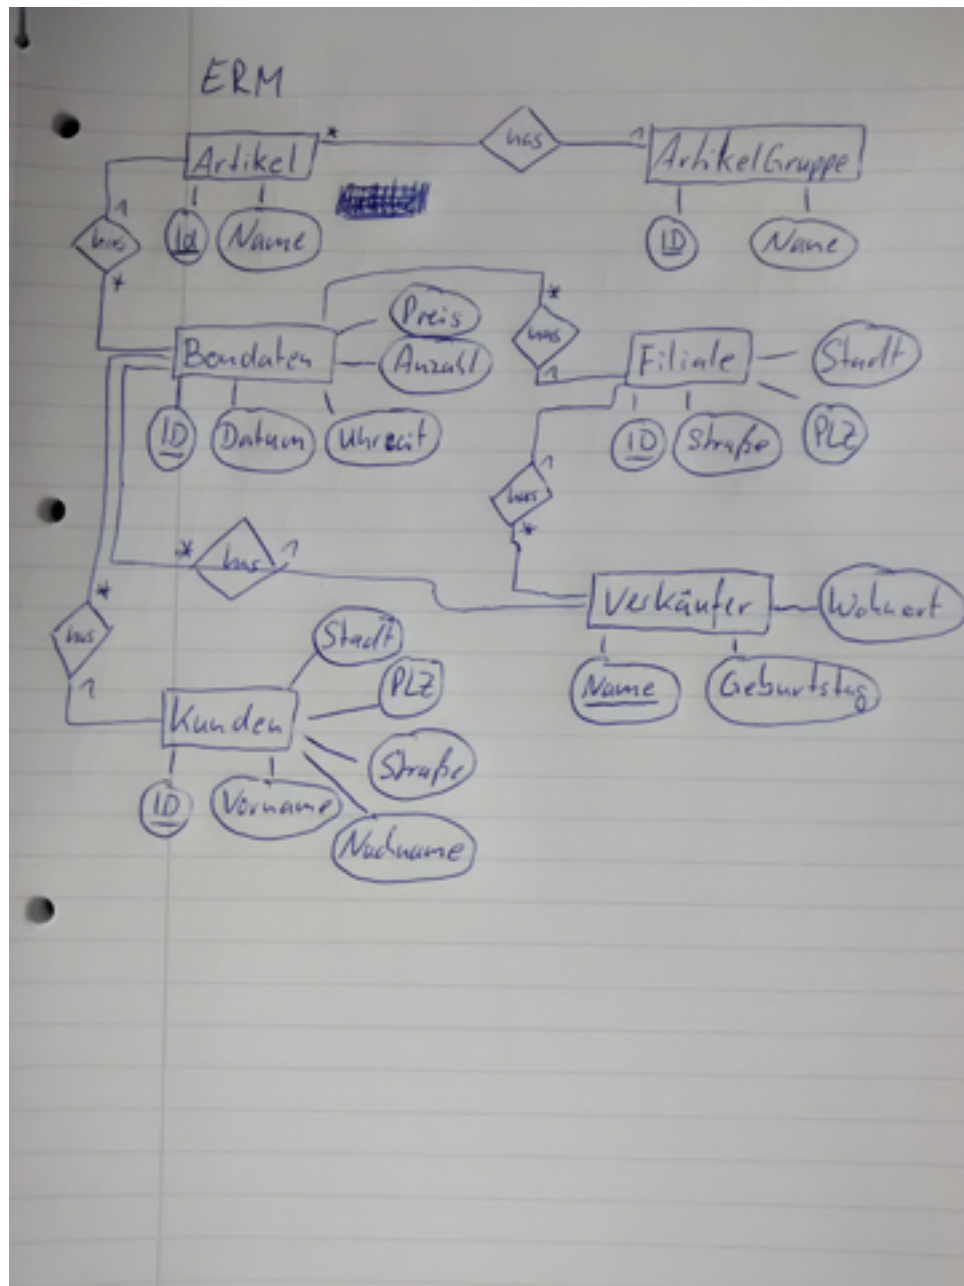 ERM
* has 1
Artikel ArtikelGruppe
1
has Id Name ID Name
*
* 
Preis has
Bondaten Anzahl 1 Filiale Stadt
ID Datum Uhrzeit ID Straße PLZ
1
has
*
* has 1
* Verkäufer Wohnort
has Stadt
1 PLZ Name Geburtstag
Kunden
Straße
ID Vorname
Nachname